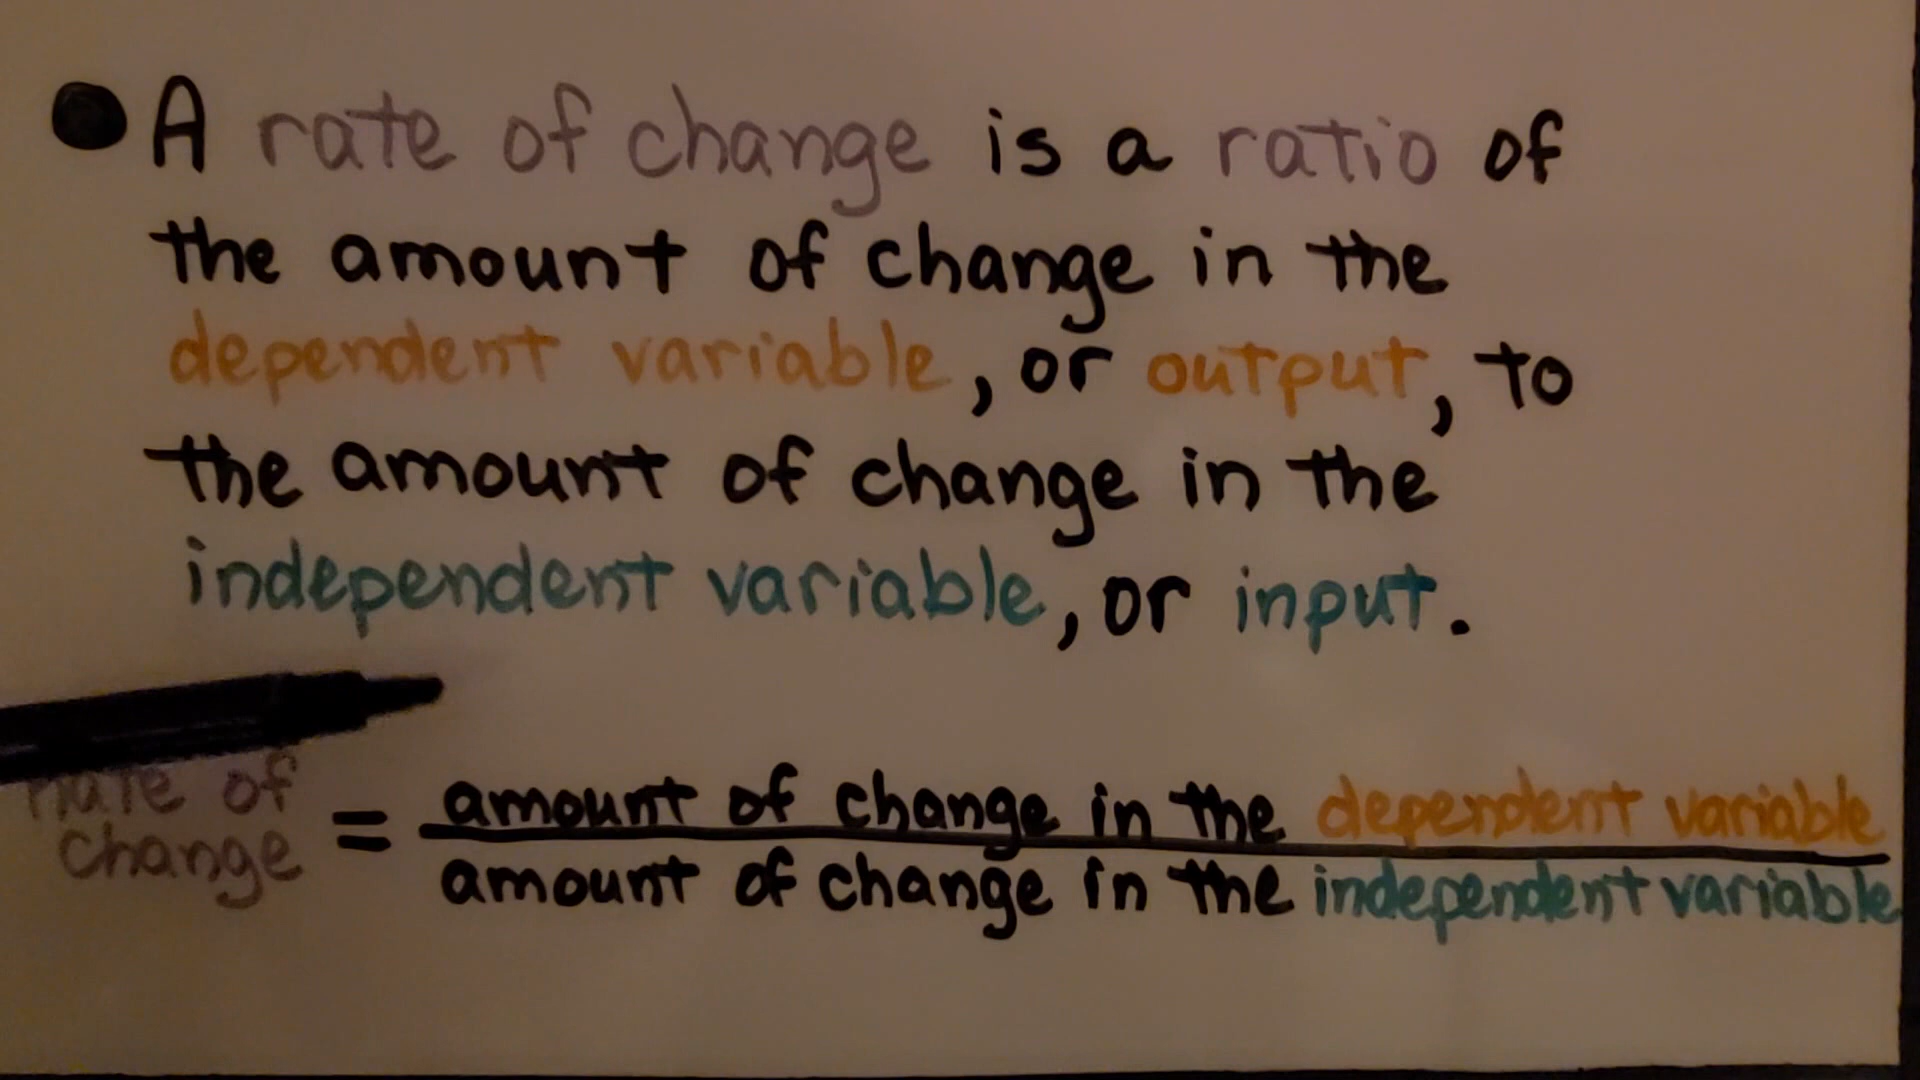 A rate of change is a ratio of
the amount of change in the
dependent variable, or output, to
the amount of change in the
independent variable, or input.
rate of
change = amount of change in the dependent variable
amount of change in the independent variable